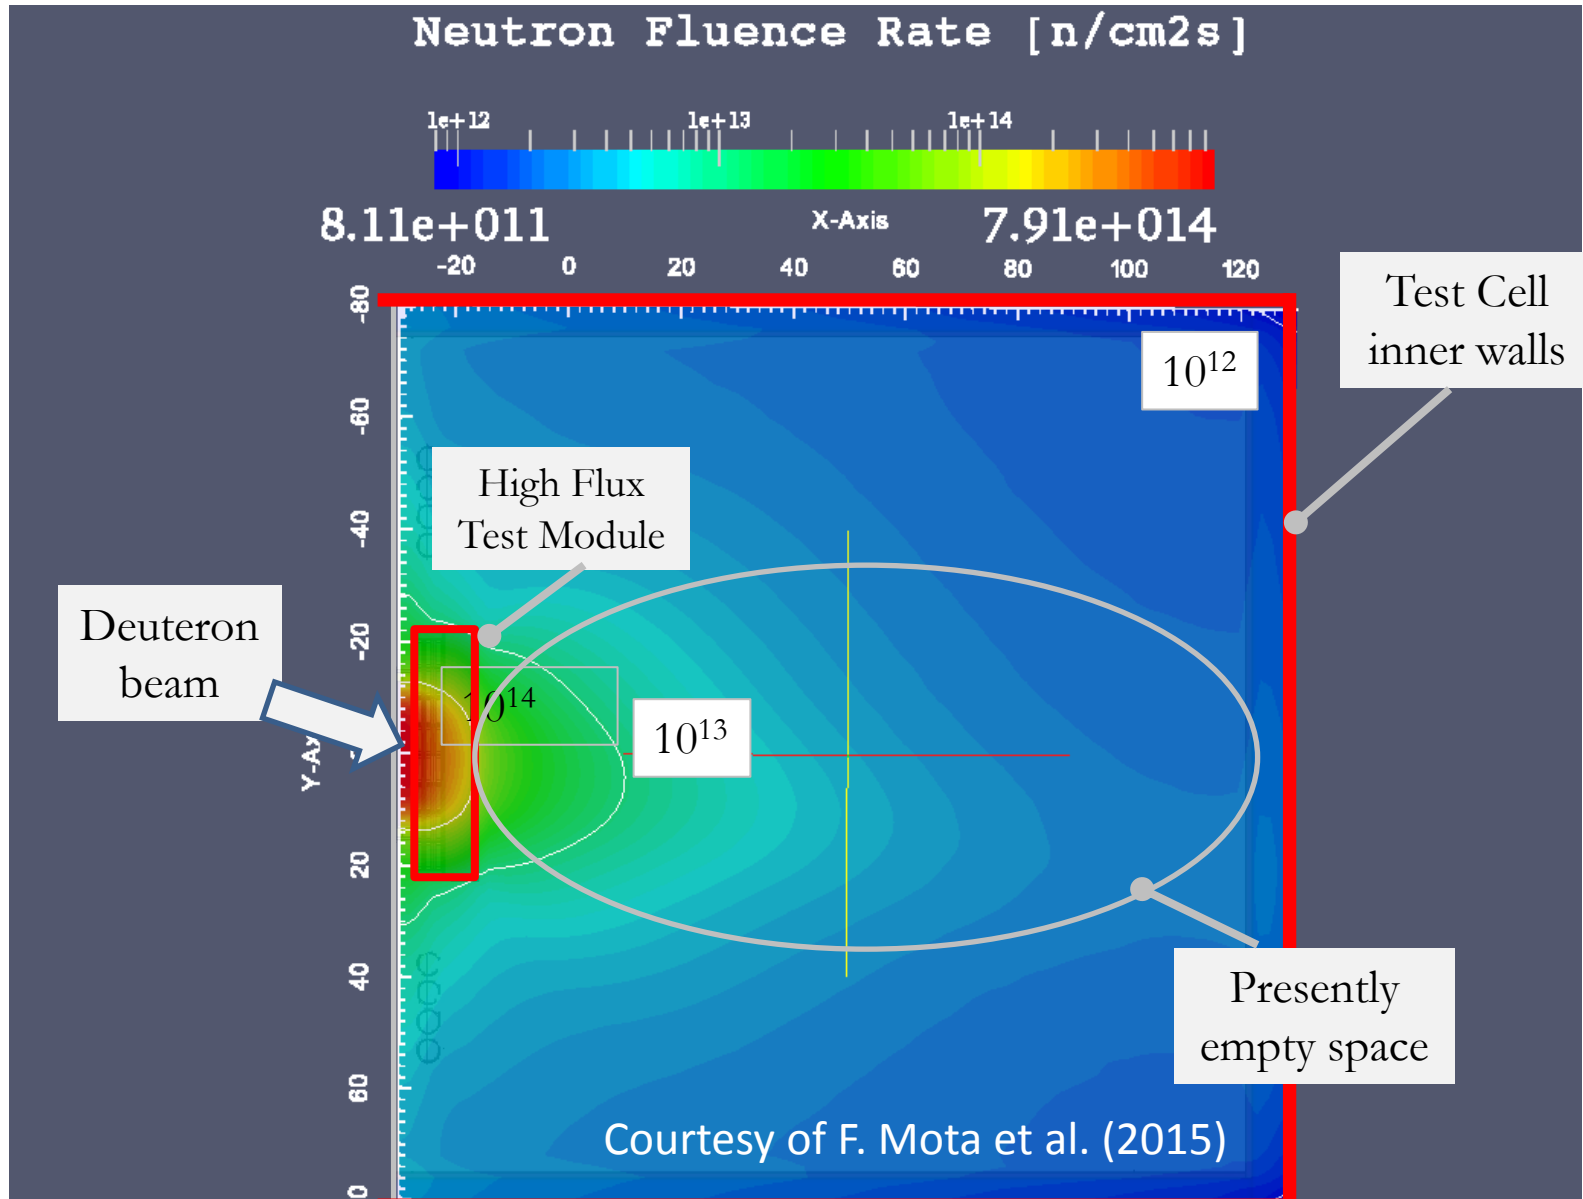 Neutron Fluence Rate [n/cm2s]
1e+12 1e+13 1e+14
8.11e+011 X-Axis 7.91e+014
-20 0 20 40 60 80 100 120
Test Cell
inner walls
10¹²
-80
-60
-40
-20
20
40
60
High Flux
Test Module
Deuteron
beam
10¹⁴
10¹³
Presently
empty space
Courtesy of F. Mota et al. (2015)